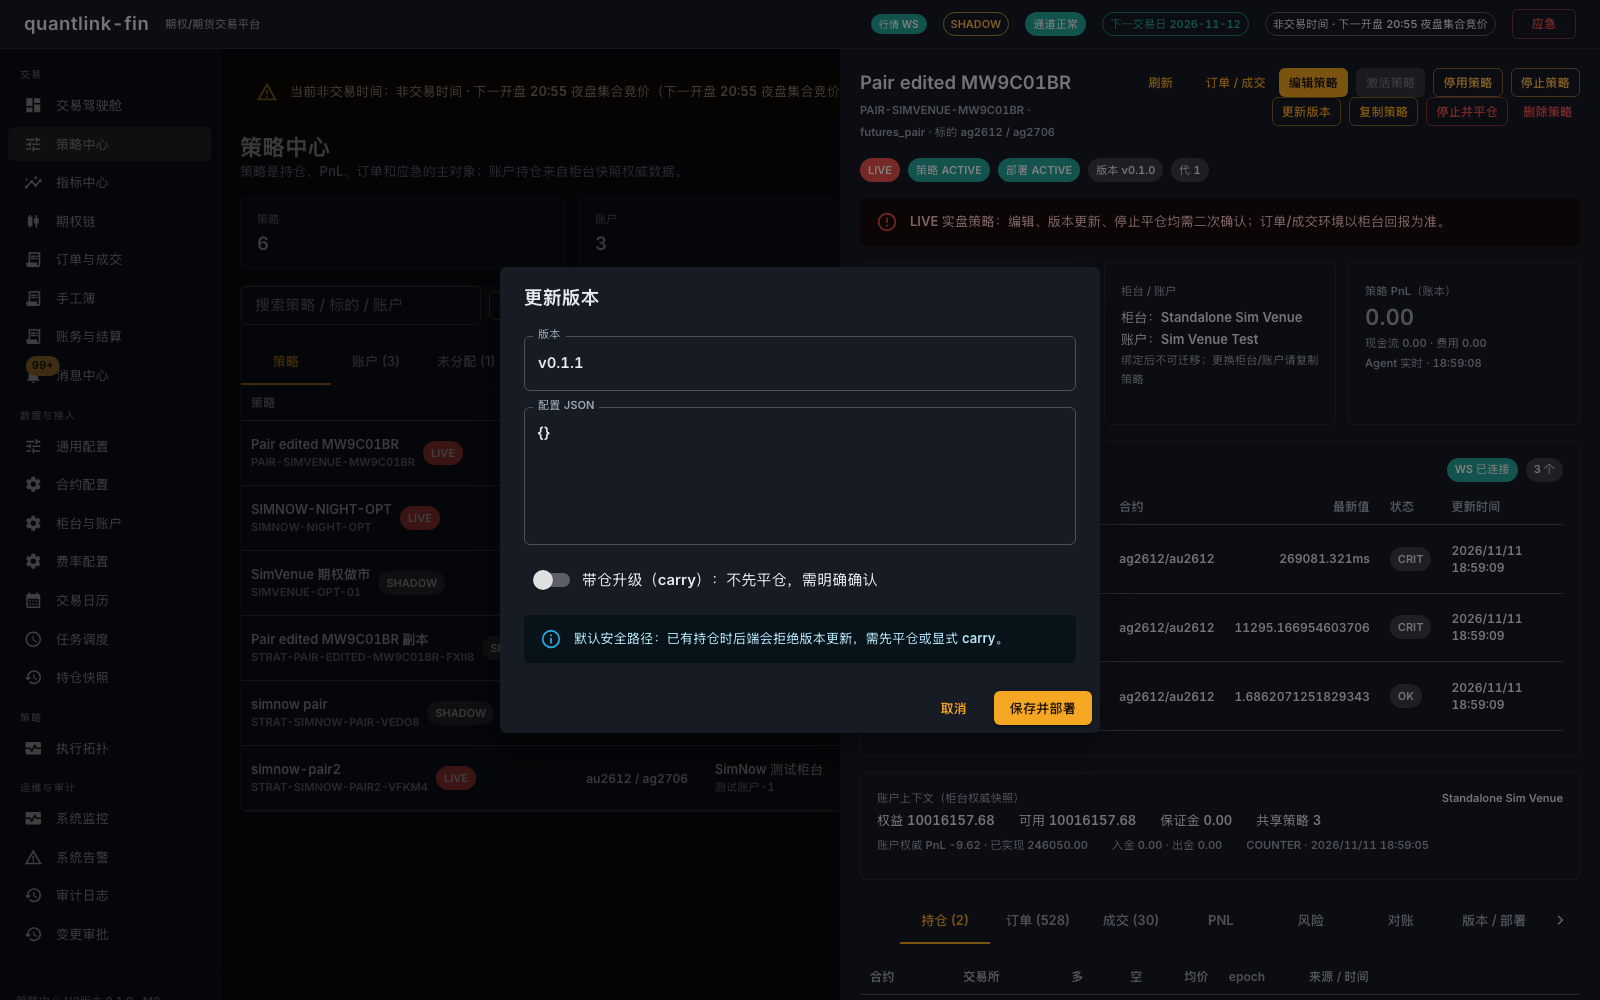 quantlink-fin 期权/期货交易平台
行情 WS SHADOW 通道正常 下一交易日 2026-11-12 非交易时间 · 下一开盘 20:55 夜盘集合竞价 应急
交易
交易驾驶舱
策略中心
指标中心
期权链
订单与成交
手工簿
账务与结算
99+
消息中心
数据与接入
通用配置
合约配置
柜台与账户
费率配置
交易日历
任务调度
持仓快照
策略
执行拓扑
运维与审计
系统监控
系统告警
审计日志
变更审批
当前非交易时间：非交易时间 · 下一开盘 20:55 夜盘集合竞价（下一开盘 20:55 夜盘集合竞价
策略中心
策略是持仓、PnL、订单和应急的主对象；账户持仓来自柜台快照权威数据。
策略
6
账户
3
搜索策略 / 标的 / 账户
策略 账户 (3) 未分配 (1)
策略
Pair edited MW9C01BR
PAIR-SIMVENUE-MW9C01BR
LIVE
SIMNOW-NIGHT-OPT
SIMNOW-NIGHT-OPT
LIVE
SimVenue 期权做市
SIMVENUE-OPT-01
SHADOW
Pair edited MW9C01BR 副本
STRAT-PAIR-EDITED-MW9C01BR-FXII8
simnow pair
STRAT-SIMNOW-PAIR-VEDO8
SHADOW
simnow-pair2
STRAT-SIMNOW-PAIR2-VFKM4
LIVE
au2612 / ag2706
SimNow 测试柜台
测试账户-1
Pair edited MW9C01BR
PAIR-SIMVENUE-MW9C01BR ·
futures_pair · 标的 ag2612 / ag2706
刷新 订单 / 成交 编辑策略 激活策略 停用策略 停止策略
更新版本 复制策略 停止并平仓 删除策略
LIVE 策略 ACTIVE 部署 ACTIVE 版本 v0.1.0 代 1
LIVE 实盘策略：编辑、版本更新、停止平仓均需二次确认；订单/成交环境以柜台回报为准。
柜台 / 账户
柜台：Standalone Sim Venue
账户：Sim Venue Test
绑定后不可迁移；更换柜台/账户请复制
策略
策略 PnL（账本）
0.00
现金流 0.00 · 费用 0.00
Agent 实时 · 18:59:08
WS 已连接 3 个
合约 最新值 状态 更新时间
ag2612/au2612 269081.321ms CRIT 2026/11/11
18:59:09
ag2612/au2612 11295.166954603706 CRIT 2026/11/11
18:59:09
ag2612/au2612 1.6862071251829343 OK 2026/11/11
18:59:09
账户上下文（柜台权威快照） Standalone Sim Venue
权益 10016157.68 可用 10016157.68 保证金 0.00 共享策略 3
账户权威 PnL -9.62 · 已实现 246050.00 入金 0.00 · 出金 0.00 COUNTER · 2026/11/11 18:59:05
持仓 (2) 订单 (528) 成交 (30) PNL 风险 对账 版本 / 部署
合约 交易所 多 空 均价 epoch 来源 / 时间
更新版本
版本
v0.1.1
配置 JSON
{}
带仓升级（carry）：不先平仓，需明确确认
默认安全路径：已有持仓时后端会拒绝版本更新，需先平仓或显式 carry。
取消 保存并部署